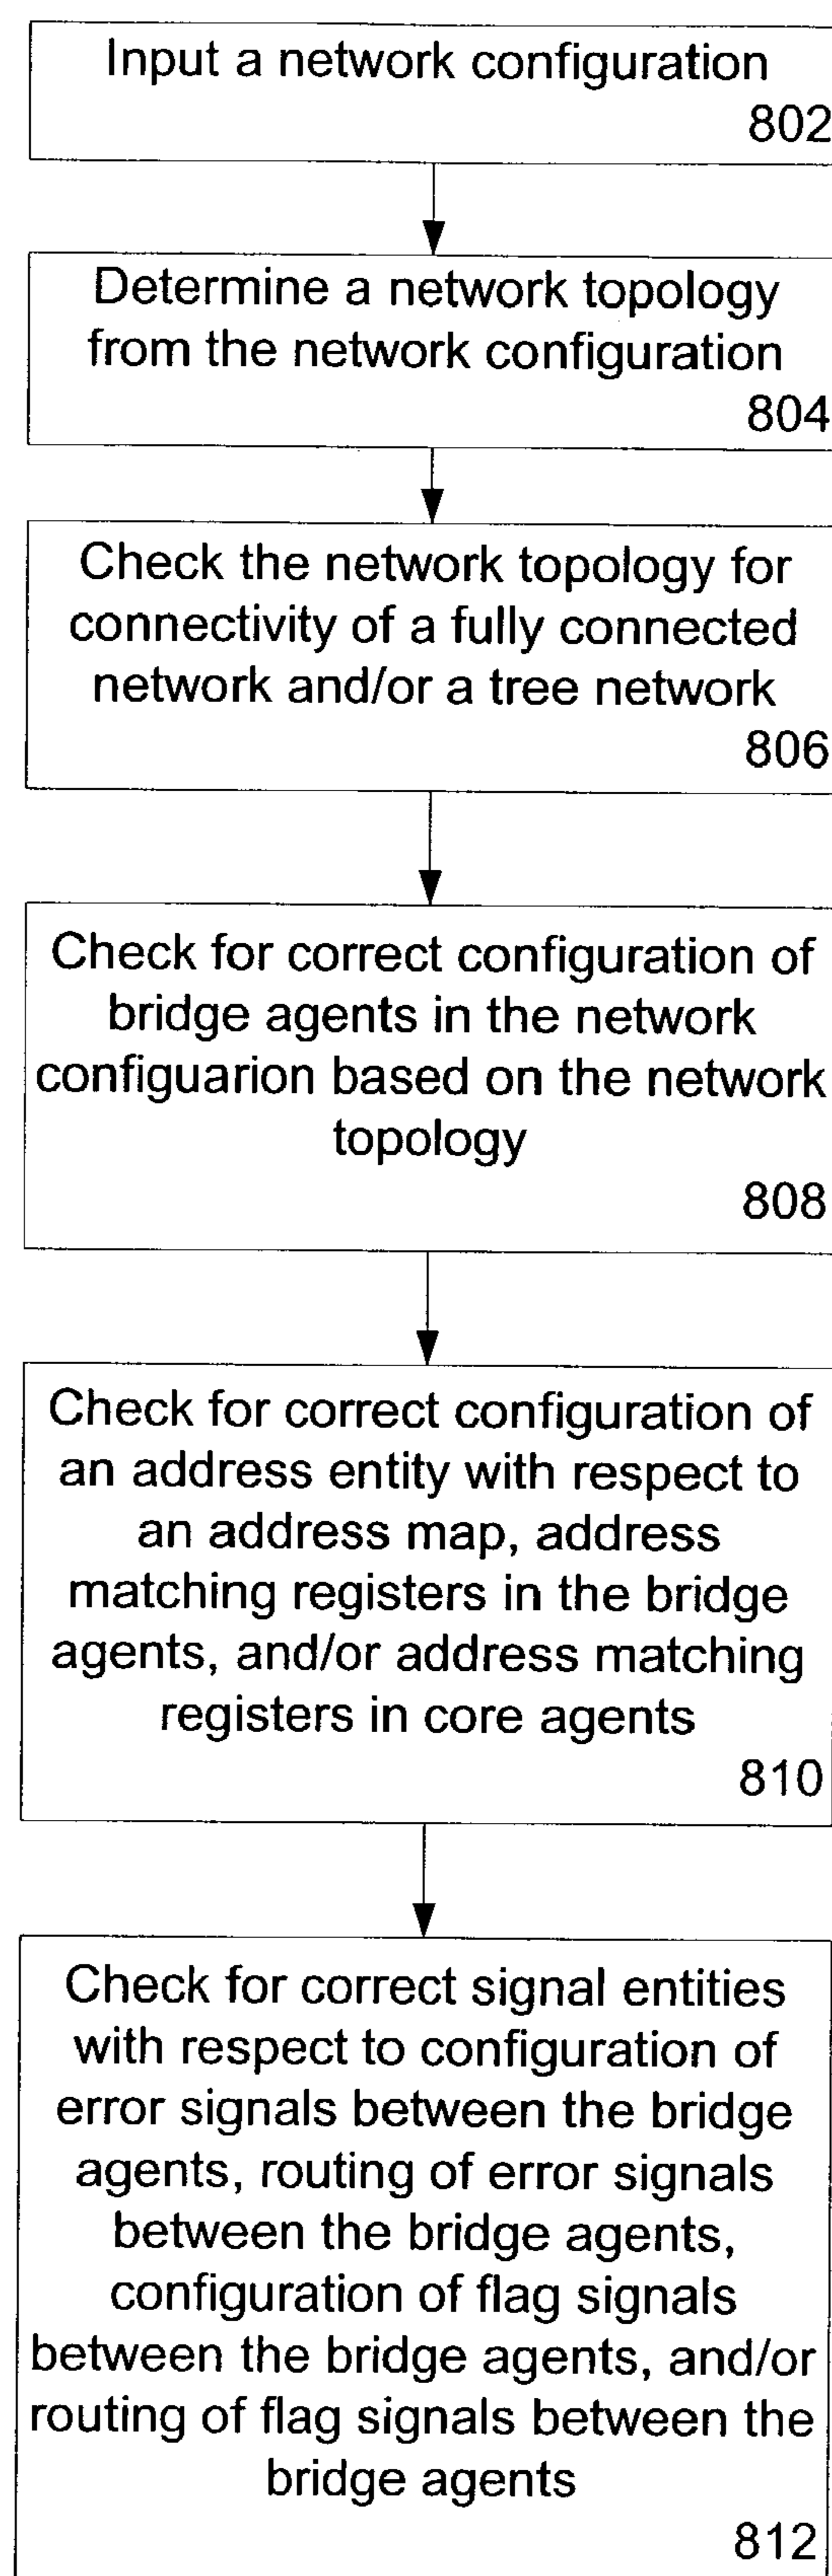 Input a network configuration
802
Determine a network topology
from the network configuration
804
Check the network topology for
connectivity of a fully connected
network and/or a tree network
806
Check for correct configuration of
bridge agents in the network
configuarion based on the network
topology
808
Check for correct configuration of
an address entity with respect to
an address map, address
matching registers in the bridge
agents, and/or address matching
registers in core agents
810
Check for correct signal entities
with respect to configuration of
error signals between the bridge
agents, routing of error signals
between the bridge agents,
configuration of flag signals
between the bridge agents, and/or
routing of flag signals between the
bridge agents
812